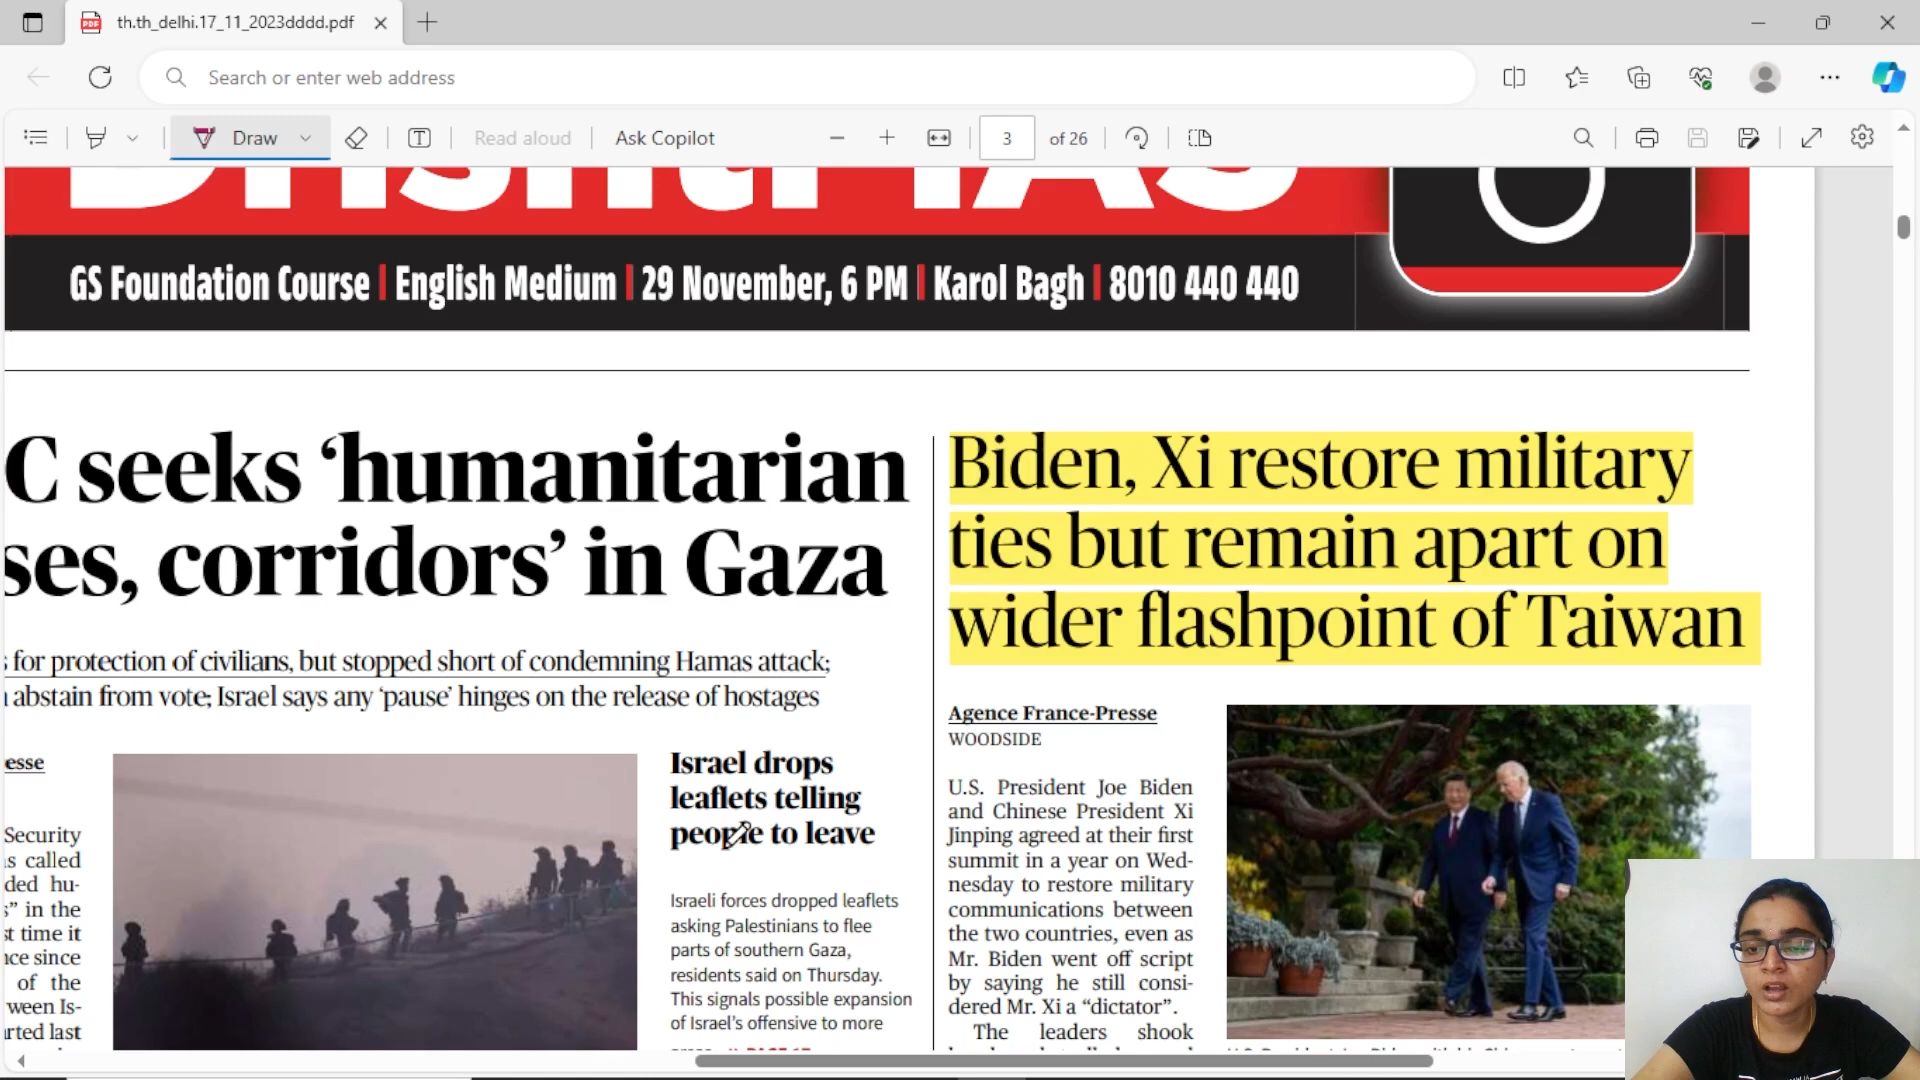 th.th_delhi.17_11_2023dddd.pdf
Search or enter web address
Draw
Read aloud
Ask Copilot
3
of 26
DrishtiIAS
GS Foundation Course | English Medium | 29 November, 6 PM | Karol Bagh | 8010 440 440
C seeks ‘humanitarian
ses, corridors’ in Gaza
for protection of civilians, but stopped short of condemning Hamas attack;
abstain from vote; Israel says any ‘pause’ hinges on the release of hostages
esse
Security
s called
ded hu-
s” in the
st time it
nce since
of the
ween Is-
rted last
Israel drops
leaflets telling
people to leave
Israeli forces dropped leaflets
asking Palestinians to flee
parts of southern Gaza,
residents said on Thursday.
This signals possible expansion
of Israel’s offensive to more
Biden, Xi restore military
ties but remain apart on
wider flashpoint of Taiwan
Agence France-Presse
WOODSIDE
U.S. President Joe Biden
and Chinese President Xi
Jinping agreed at their first
summit in a year on Wed-
nesday to restore military
communications between
the two countries, even as
Mr. Biden went off script
by saying he still consi-
dered Mr. Xi a “dictator”.
The leaders shook